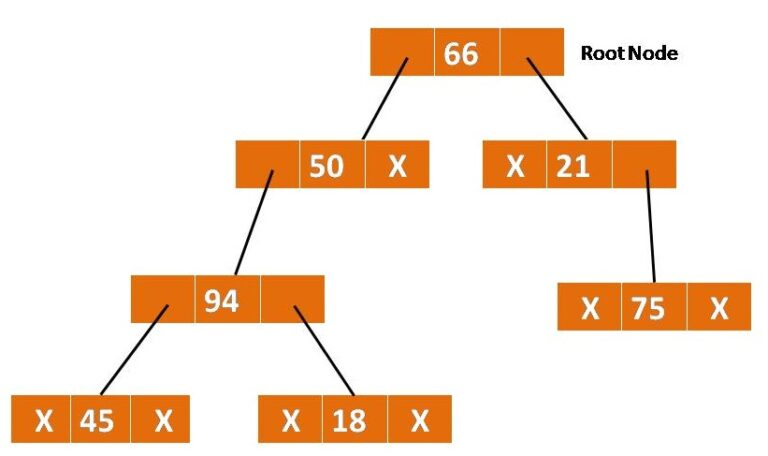 66 Root Node
50 X X 21
94
X 75 X
X 45 X X 18 X